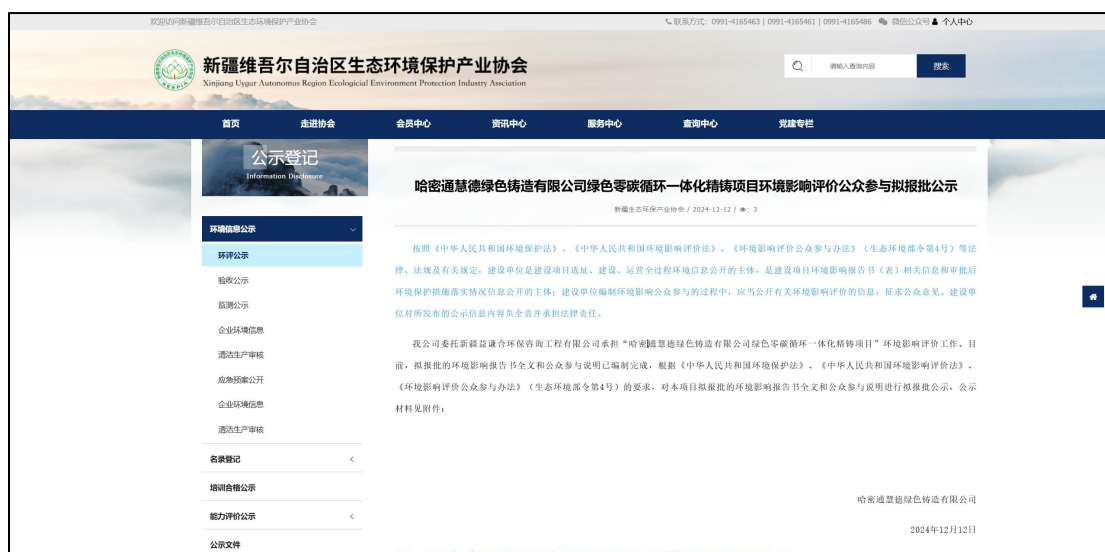 欢迎访问新疆维吾尔自治区生态环境保护产业协会
联系方式：0991-4165463 | 0991-4165461 | 0991-4165486 微信公众号 个人中心
新疆维吾尔自治区生态环境保护产业协会
Xinjiang Uygur Autonomus Region Ecologicial Environment Protection Industry Assciation
请输入查询内容 搜索
首页 走进协会 会员中心 资讯中心 服务中心 查询中心 党建专栏
公示登记
Information Disclosure
环境信息公示
环评公示
验收公示
监测公示
企业环境信息
清洁生产审核
应急预案公开
企业环境信息
清洁生产审核
名录登记
培训合格公示
能力评价公示
公示文件
哈密通慧德绿色铸造有限公司绿色零碳循环一体化精铸项目环境影响评价公众参与拟报批公示
新疆生态环保产业协会 / 2024-12-12 / : 3
按照《中华人民共和国环境保护法》、《中华人民共和国环境影响评价法》、《环境影响评价公众参与办法》（生态环境部令第4号）等法
律、法规及有关规定，建设单位是建设项目选址、建设、运营全过程环境信息公开的主体，是建设项目环境影响报告书（表）相关信息和审批后
环境保护措施落实情况信息公开的主体；建设单位编制环境影响公众参与的过程中，应当公开有关环境影响评价的信息，征求公众意见。建设单
位对所发布的公示信息内容负全责并承担法律责任。
我公司委托新疆益谦合环保咨询工程有限公司承担“哈密通慧德绿色铸造有限公司绿色零碳循环一体化精铸项目”环境影响评价工作。目
前，拟报批的环境影响报告书全文和公众参与说明已编制完成，根据《中华人民共和国环境保护法》、《中华人民共和国环境影响评价法》、
《环境影响评价公众参与办法》（生态环境部令第4号）的要求，对本项目拟报批的环境影响报告书全文和公众参与说明进行拟报批公示，公示
材料见附件：
哈密通慧德绿色铸造有限公司
2024年12月12日